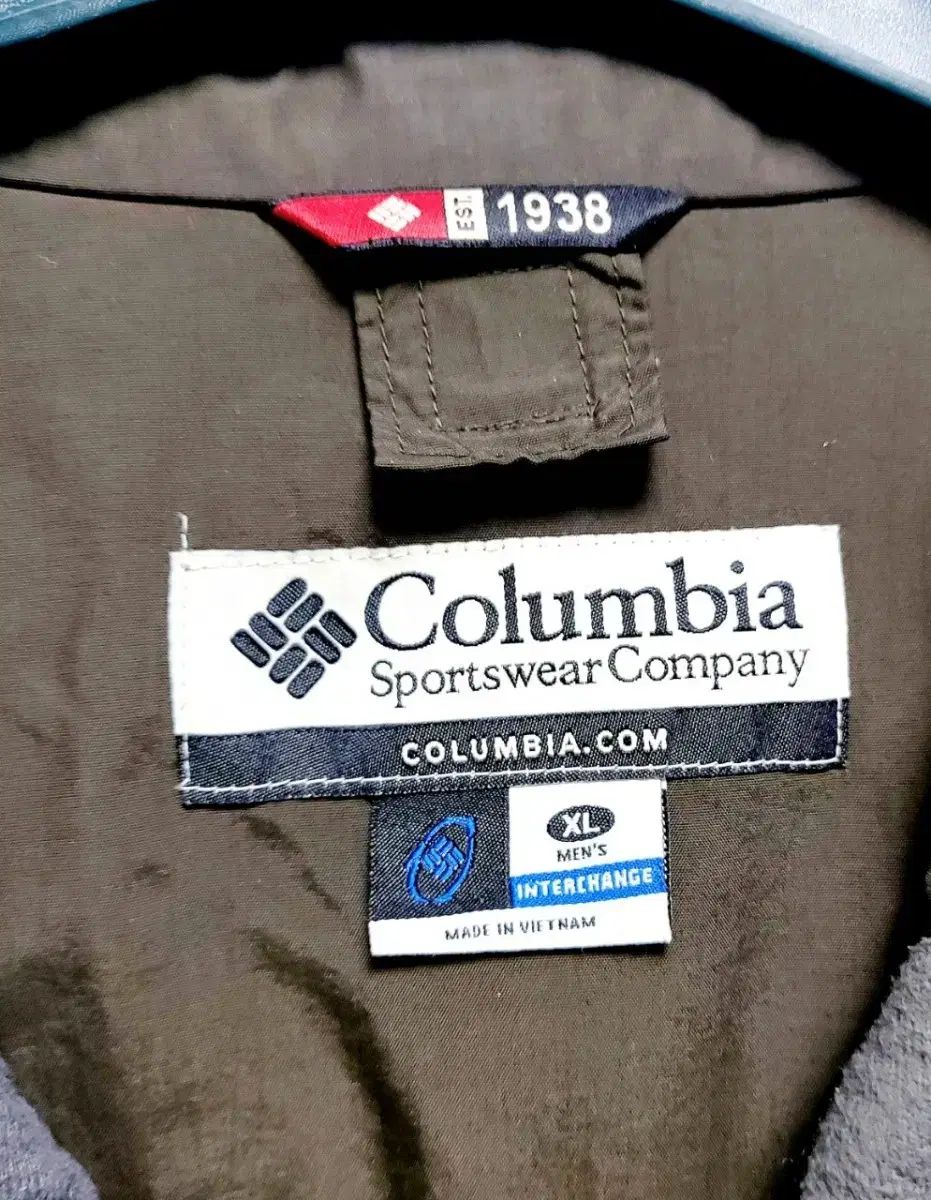 EST. 1938
Columbia
Sportswear Company
COLUMBIA.COM
XL
MEN'S
INTERCHANGE
MADE IN VIETNAM